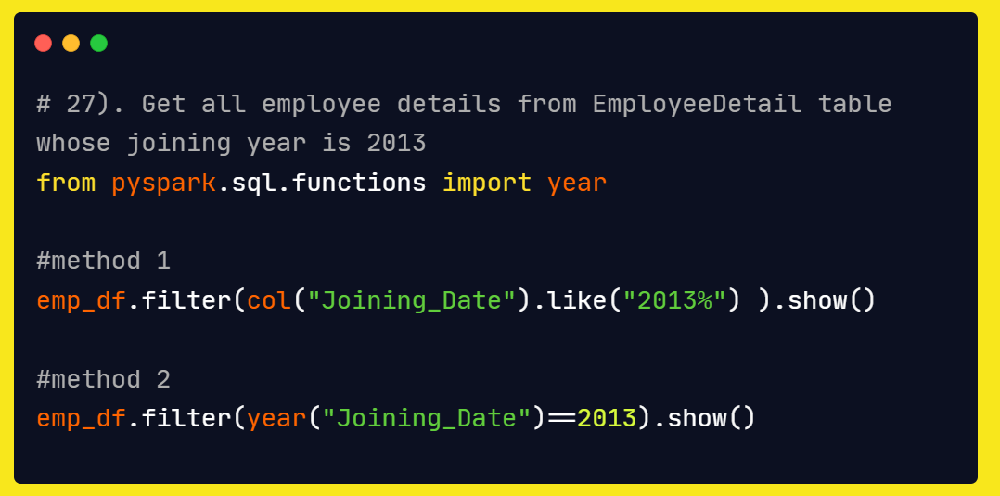 # 27). Get all employee details from EmployeeDetail table
whose joining year is 2013
from pyspark.sql.functions import year
#method 1
emp_df.filter(col("Joining_Date").like("2013%") ).show()
#method 2
emp_df.filter(year("Joining_Date")==2013).show()